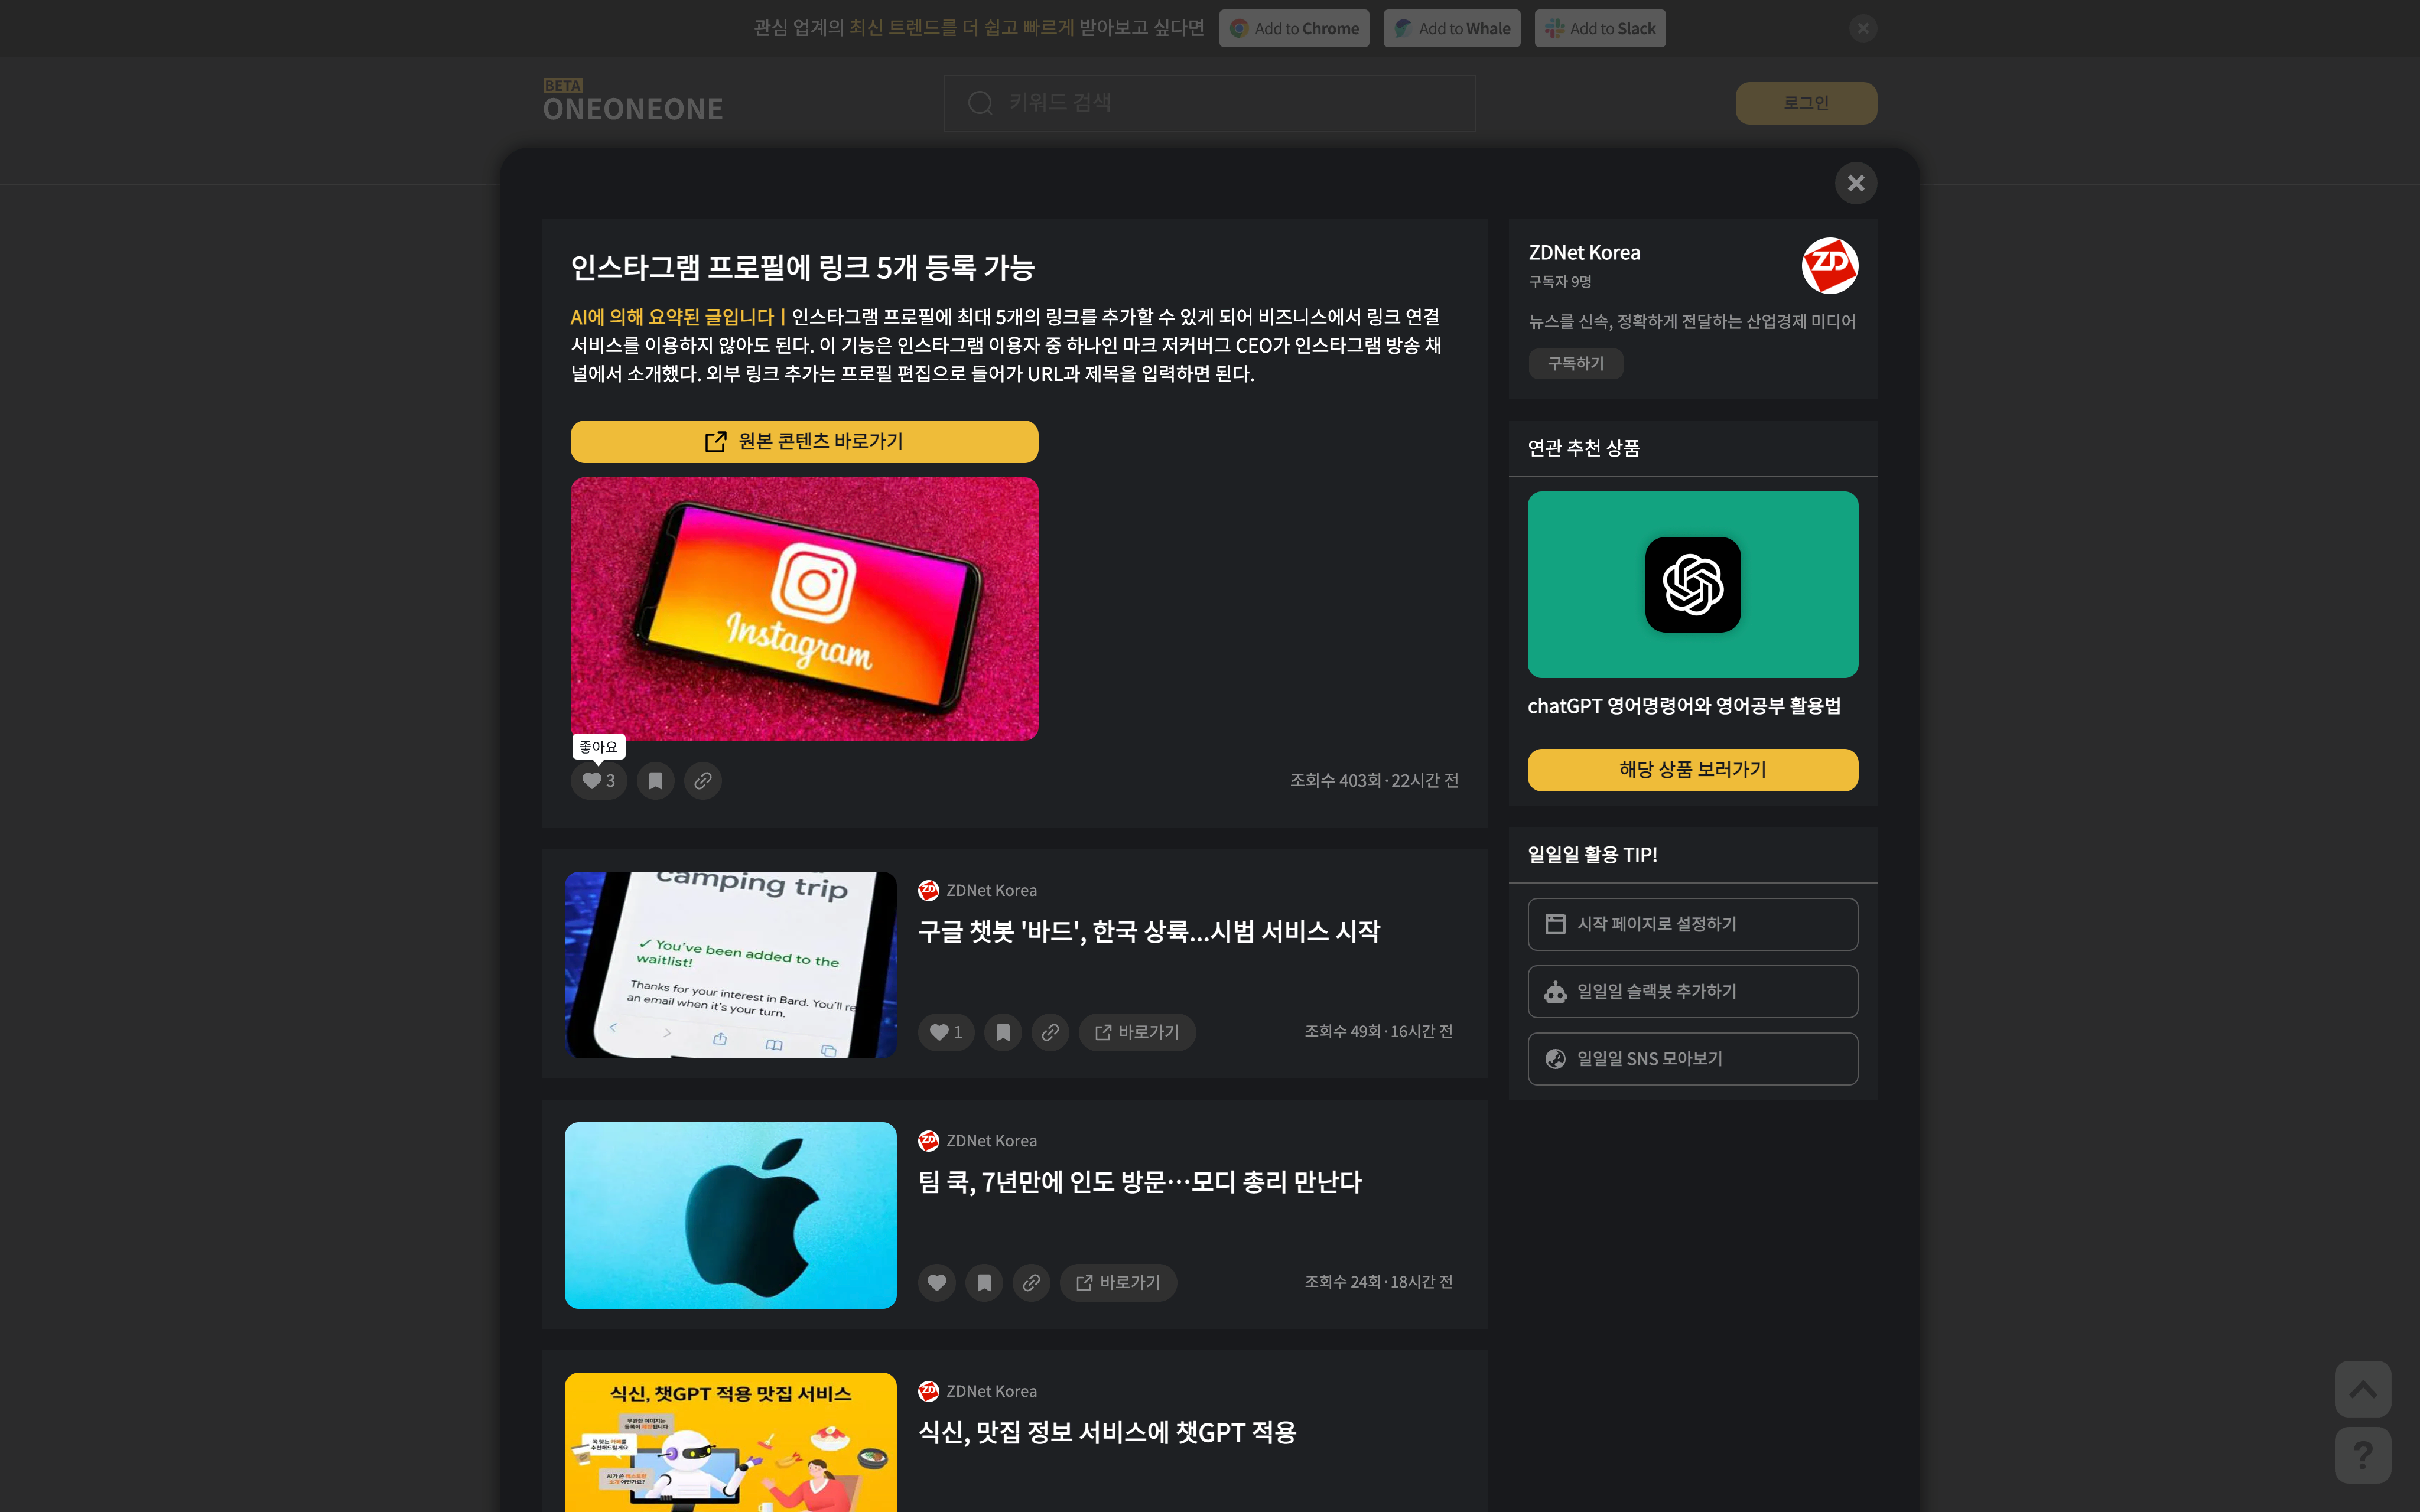 관심 업계의 최신 트렌드를 더 쉽고 빠르게 받아보고 싶다면
Add to Chrome
Add to Whale
Add to Slack
BETA
ONEONEONE
키워드 검색
로그인
인스타그램 프로필에 링크 5개 등록 가능
AI에 의해 요약된 글입니다 | 인스타그램 프로필에 최대 5개의 링크를 추가할 수 있게 되어 비즈니스에서 링크 연결
서비스를 이용하지 않아도 된다. 이 기능은 인스타그램 이용자 중 하나인 마크 저커버그 CEO가 인스타그램 방송 채
널에서 소개했다. 외부 링크 추가는 프로필 편집으로 들어가 URL과 제목을 입력하면 된다.
원본 콘텐츠 바로가기
Instagram
좋아요
3
조회수 403회·22시간 전
camping trip
✓ You've been added to the
waitlist!
Thanks for your interest in Bard. You'll re
an email when it's your turn.
ZD ZDNet Korea
구글 챗봇 '바드', 한국 상륙...시범 서비스 시작
1
바로가기
조회수 49회·16시간 전
ZD ZDNet Korea
팀 쿡, 7년만에 인도 방문…모디 총리 만난다
바로가기
조회수 24회·18시간 전
식신, 챗GPT 적용 맛집 서비스
ZD ZDNet Korea
식신, 맛집 정보 서비스에 챗GPT 적용
ZDNet Korea
구독자 9명
ZD
뉴스를 신속, 정확하게 전달하는 산업경제 미디어
구독하기
연관 추천 상품
chatGPT 영어명령어와 영어공부 활용법
해당 상품 보러가기
일일일 활용 TIP!
시작 페이지로 설정하기
일일일 슬랙봇 추가하기
일일일 SNS 모아보기
?